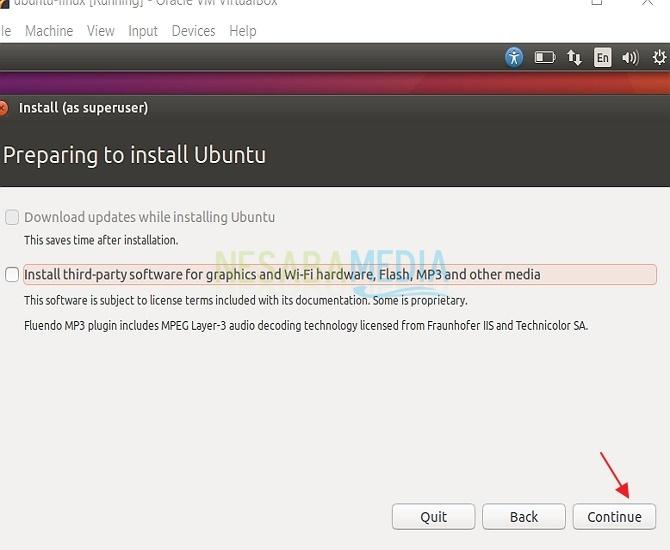 ubuntu-linux [Running] - Oracle VM VirtualBox
le Machine View Input Devices Help
En
Install (as superuser)
Preparing to install Ubuntu
Download updates while installing Ubuntu
This saves time after installation.
NESABAMEDIA
Install third-party software for graphics and Wi-Fi hardware, Flash, MP3 and other media
This software is subject to license terms included with its documentation. Some is proprietary.
Fluendo MP3 plugin includes MPEG Layer-3 audio decoding technology licensed from Fraunhofer IIS and Technicolor SA.
Quit Back Continue